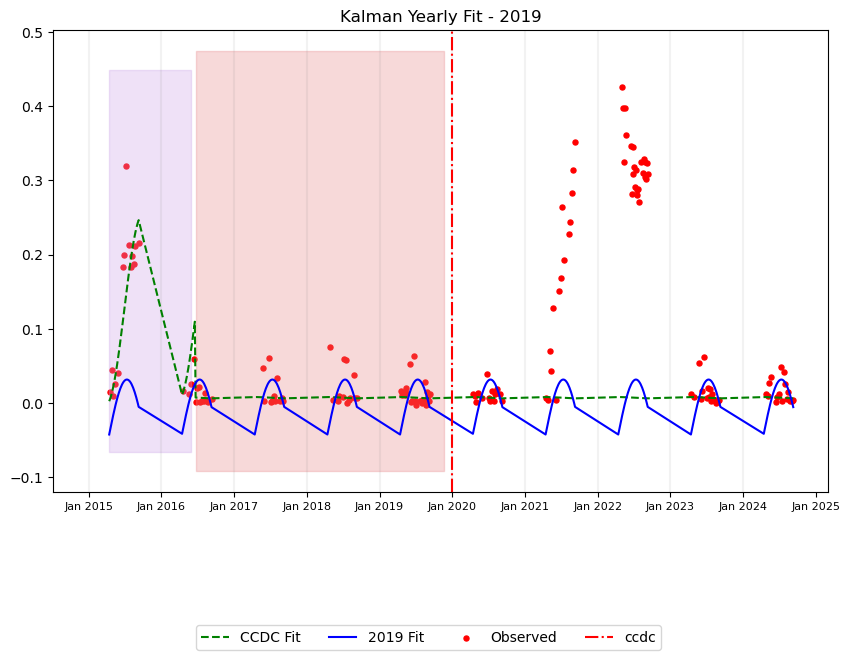 Kalman Yearly Fit - 2019
0.5
0.4
0.3
0.2
0.1
0.0
−0.1
Jan 2015 Jan 2016 Jan 2017 Jan 2018 Jan 2019 Jan 2020 Jan 2021 Jan 2022 Jan 2023 Jan 2024 Jan 2025
CCDC Fit 2019 Fit Observed ccdc